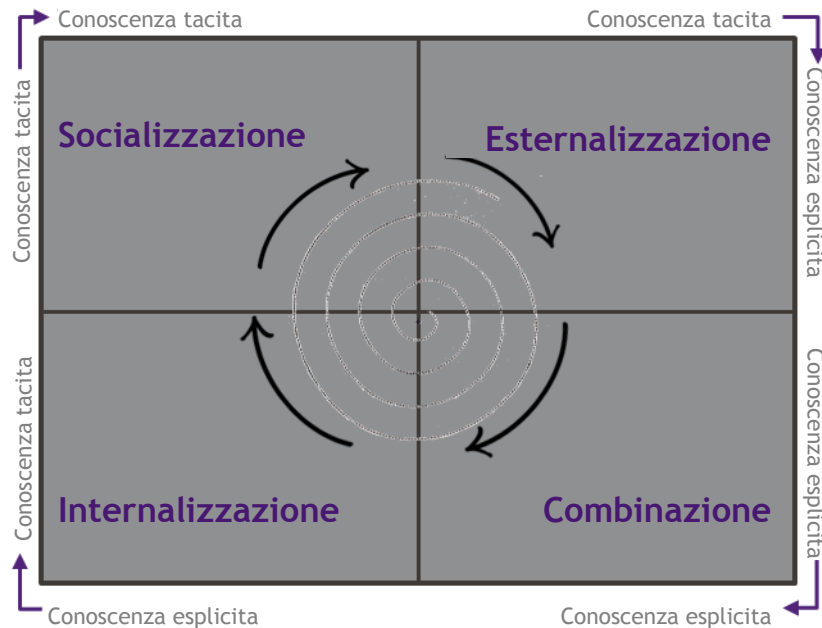 Conoscenza tacita
Conoscenza tacita
Conoscenza tacita
Conoscenza esplicita
Socializzazione
Esternalizzazione
Internalizzazione
Combinazione
Conoscenza tacita
Conoscenza esplicita
Conoscenza esplicita
Conoscenza esplicita